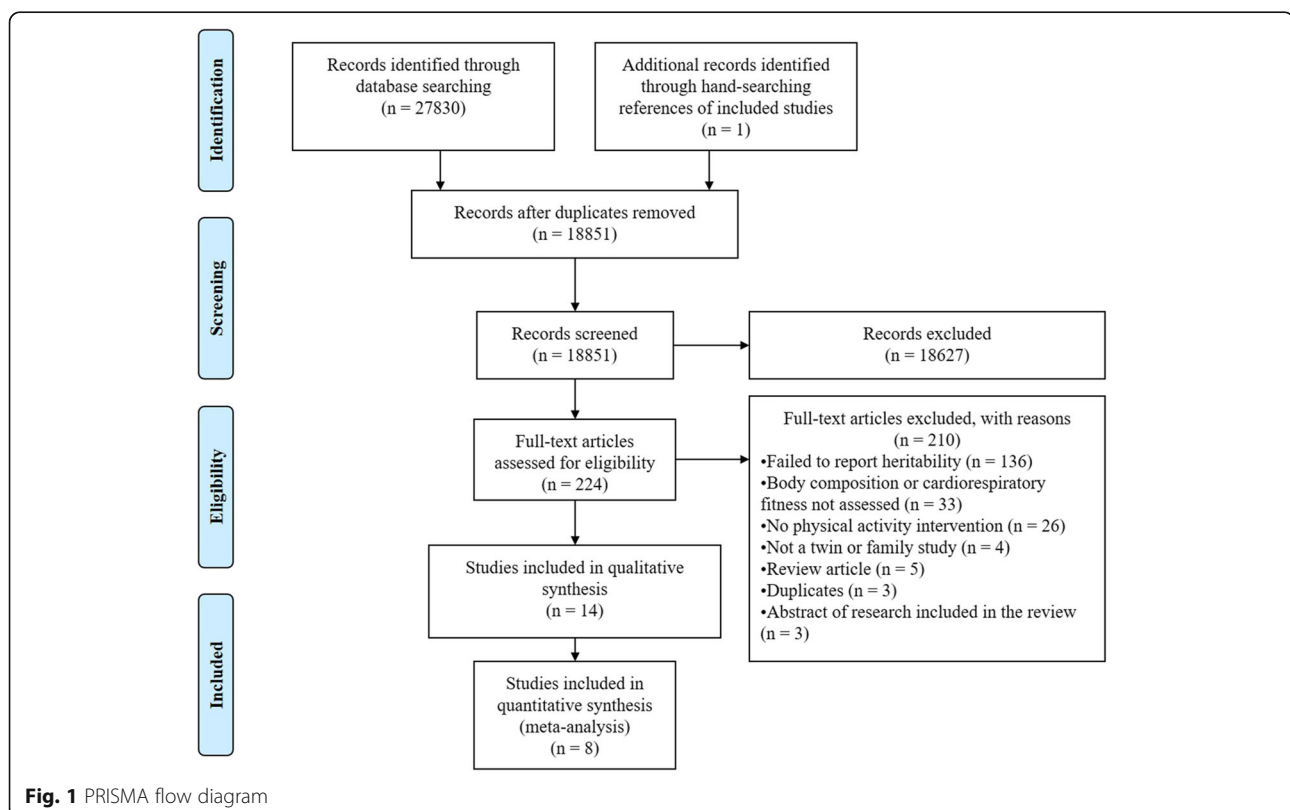 Identification
Records identified through
database searching
(n = 27830)
Additional records identified
through hand-searching
references of included studies
(n = 1)
Records after duplicates removed
(n = 18851)
Screening
Records screened
(n = 18851)
Records excluded
(n = 18627)
Eligibility
Full-text articles
assessed for eligibility
(n = 224)
Full-text articles excluded, with reasons
(n = 210)
•Failed to report heritability (n = 136)
•Body composition or cardiorespiratory
fitness not assessed (n = 33)
•No physical activity intervention (n = 26)
•Not a twin or family study (n = 4)
•Review article (n = 5)
•Duplicates (n = 3)
•Abstract of research included in the review
(n = 3)
Studies included in qualitative
synthesis
(n = 14)
Included
Studies included in
quantitative synthesis
(meta-analysis)
(n = 8)
Fig. 1 PRISMA flow diagram